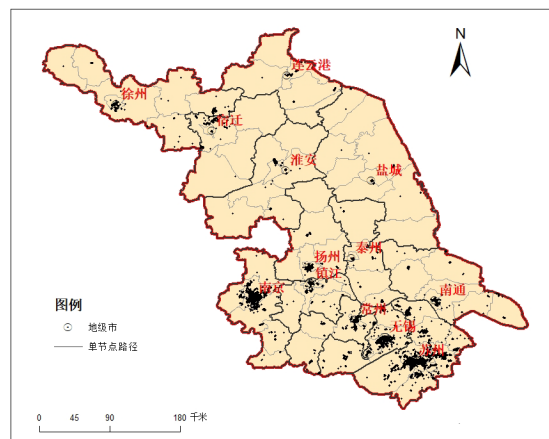 连云港
N
徐州
宿迁
淮安
盐城
泰州
扬州
镇江
南京
南通
常州
无锡
苏州
图例
地级市
单节点路径
0 45 90 180 千米